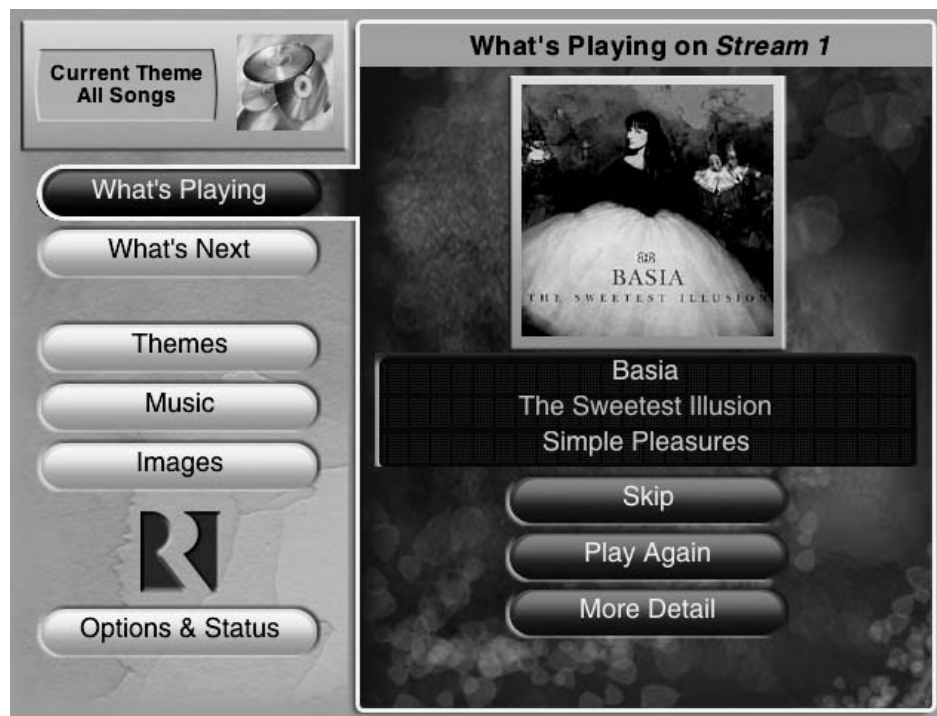 Current Theme
All Songs
What's Playing
What's Next
Themes
Music
Images
Options & Status
What's Playing on Stream 1
BASIA
THE SWEETEST ILLUSION
Basia
The Sweetest Illusion
Simple Pleasures
Skip
Play Again
More Detail